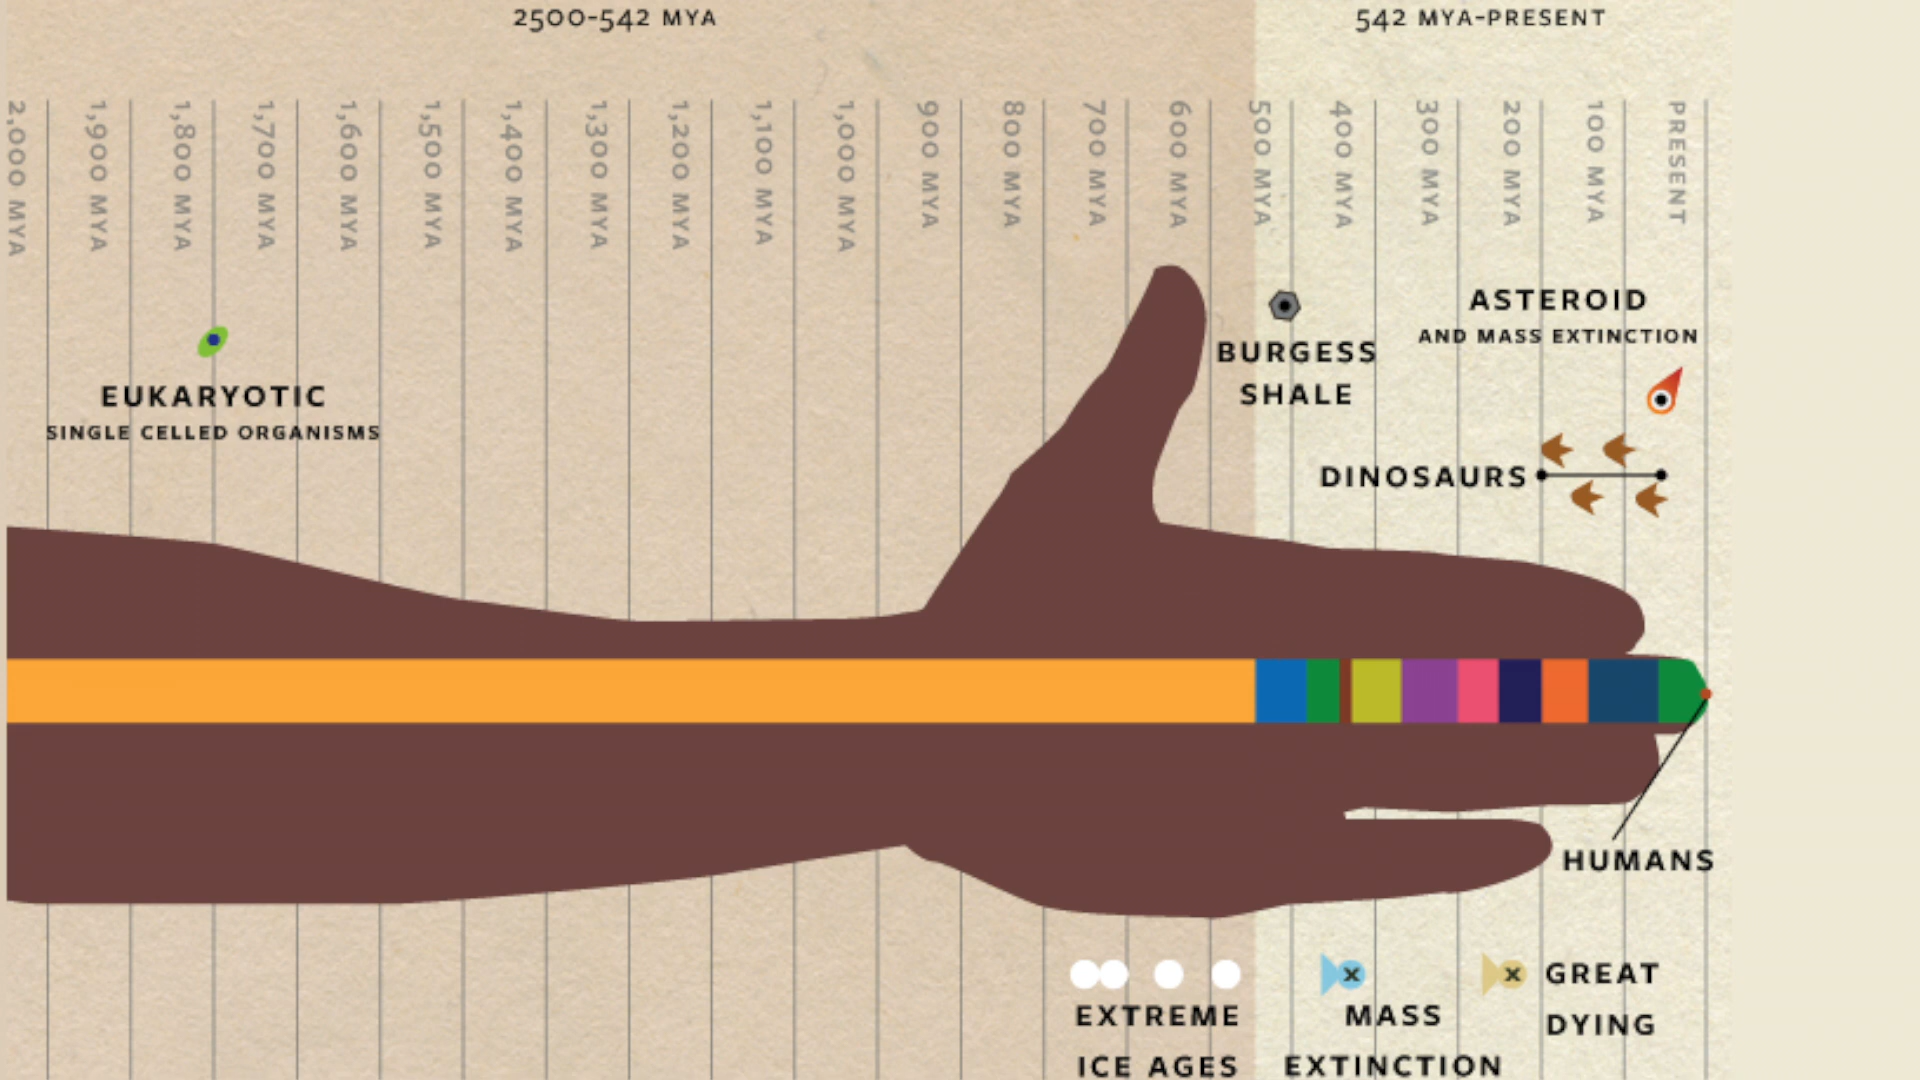 2500-542 MYA
542 MYA-PRESENT
2,000 MYA
1,900 MYA
1,800 MYA
1,700 MYA
1,600 MYA
1,500 MYA
1,400 MYA
1,300 MYA
1,200 MYA
1,100 MYA
1,000 MYA
900 MYA
800 MYA
700 MYA
600 MYA
500 MYA
400 MYA
300 MYA
200 MYA
100 MYA
PRESENT
EUKARYOTIC
SINGLE CELLED ORGANISMS
BURGESS
SHALE
ASTEROID
AND MASS EXTINCTION
DINOSAURS
HUMANS
EXTREME
ICE AGES
MASS
EXTINCTION
GREAT
DYING